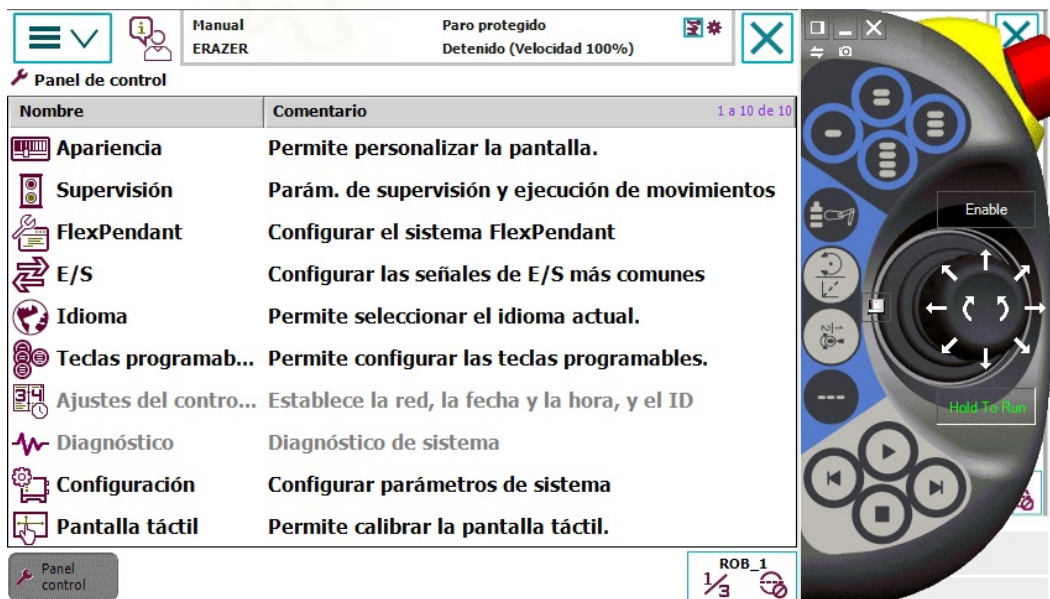 Manual
ERAZER
Paro protegido
Detenido (Velocidad 100%)
Panel de control
Nombre Comentario 1 a 10 de 10
Apariencia Permite personalizar la pantalla.
Supervisión Parám. de supervisión y ejecución de movimientos
FlexPendant Configurar el sistema FlexPendant
E/S Configurar las señales de E/S más comunes
Idioma Permite seleccionar el idioma actual.
Teclas programab... Permite configurar las teclas programables.
Ajustes del contro... Establece la red, la fecha y la hora, y el ID
Diagnóstico Diagnóstico de sistema
Configuración Configurar parámetros de sistema
Pantalla táctil Permite calibrar la pantalla táctil.
Panel
control
ROB_1
1/3
Enable
Hold To Run